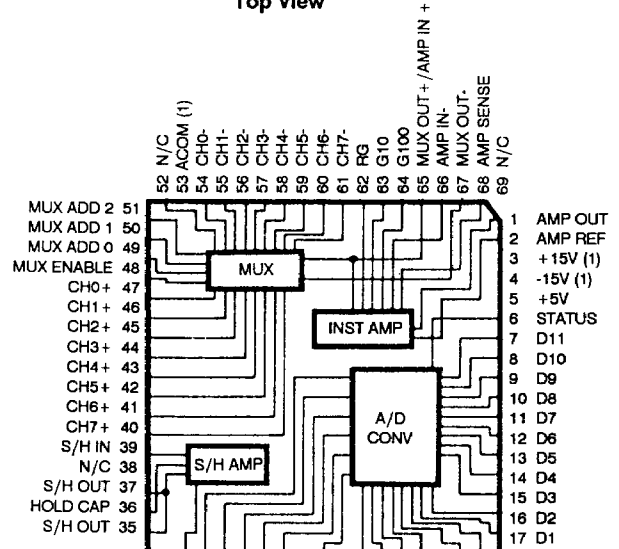 Top View
52 N/C
53 ACOM (1)
54 CH0-
55 CH1-
56 CH2-
57 CH3-
58 CH4-
59 CH5-
60 CH6-
61 CH7-
62 RG
63 G10
64 G100
65 MUX OUT+/AMP IN +
66 AMP IN-
67 MUX OUT-
68 AMP SENSE
69 N/C
MUX ADD 2 51
MUX ADD 1 50
MUX ADD 0 49
MUX ENABLE 48
CH0+ 47
CH1+ 46
CH2+ 45
CH3+ 44
CH4+ 43
CH5+ 42
CH6+ 41
CH7+ 40
S/H IN 39
N/C 38
S/H OUT 37
HOLD CAP 36
S/H OUT 35
MUX
INST AMP
A/D
CONV
S/H AMP
1 AMP OUT
2 AMP REF
3 +15V (1)
4 -15V (1)
5 +5V
6 STATUS
7 D11
8 D10
9 D9
10 D8
11 D7
12 D6
13 D5
14 D4
15 D3
16 D2
17 D1